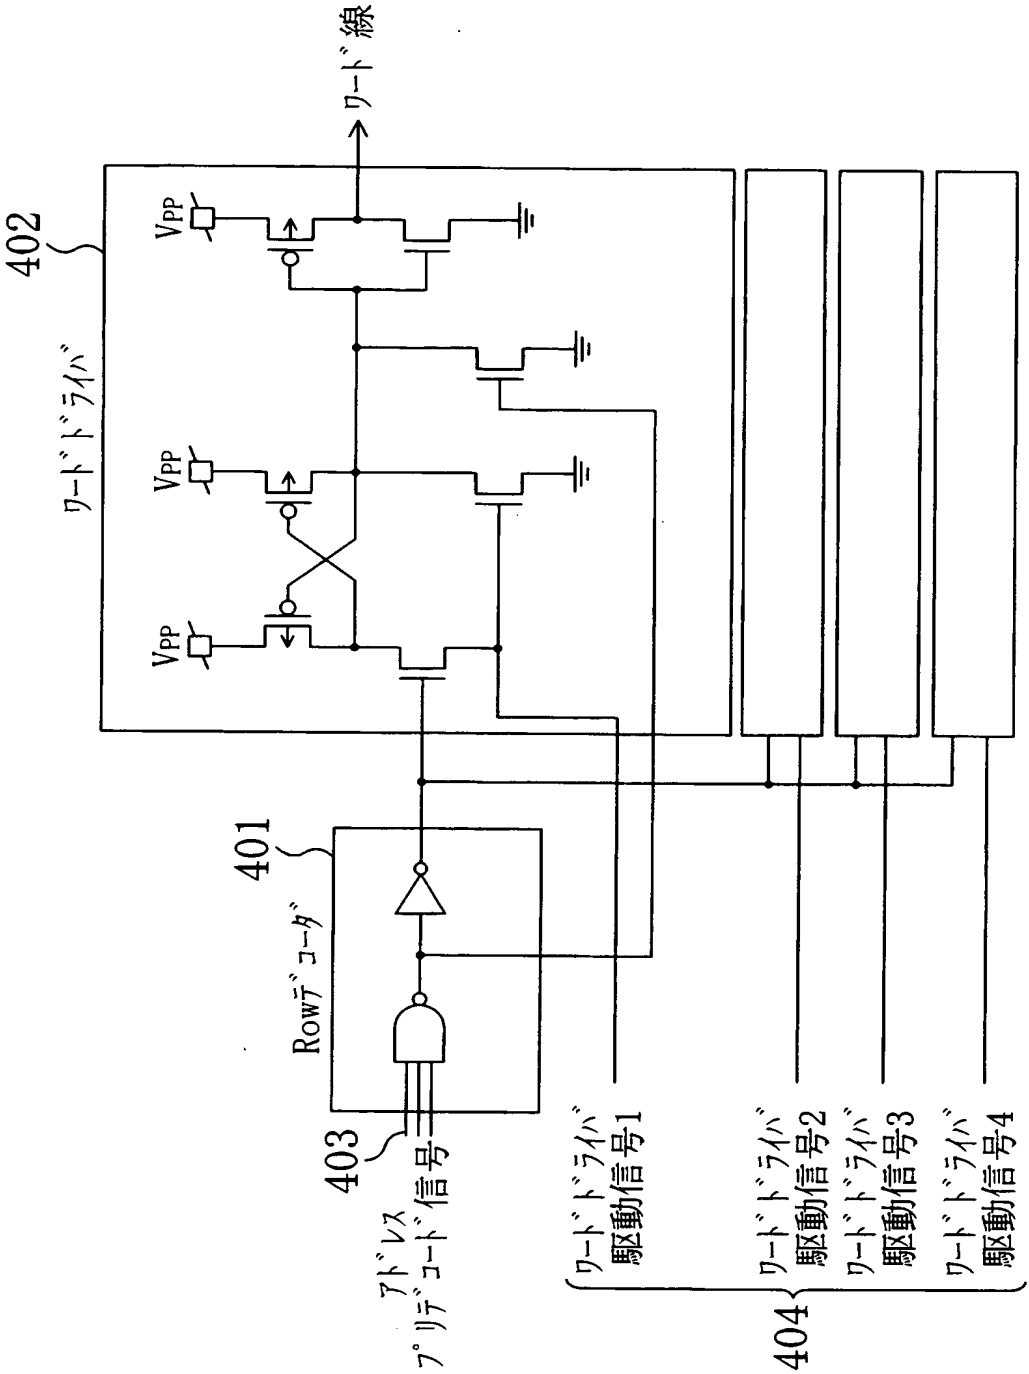 402
ワードドライバ
VPP
VPP
VPP
ワード線
401
Rowデコーダ
403
アドレス
プリデコード信号
ワードドライバ
駆動信号1
ワードドライバ
駆動信号2
ワードドライバ
駆動信号3
ワードドライバ
駆動信号4
404